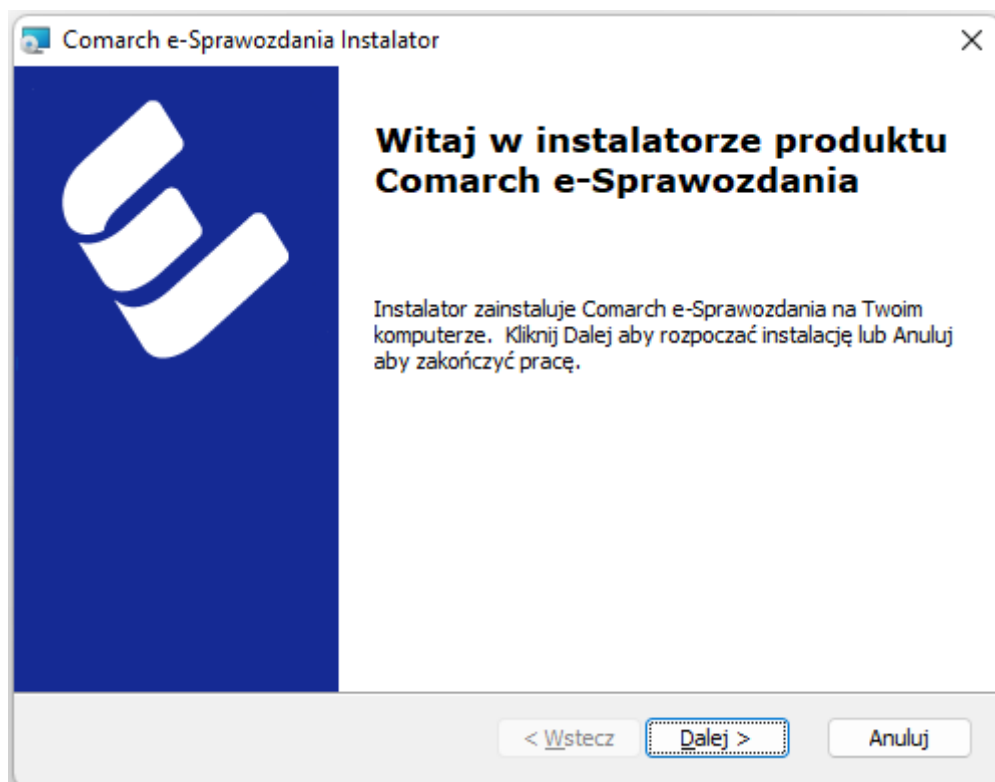 Comarch e-Sprawozdania Instalator
Witaj w instalatorze produktu
Comarch e-Sprawozdania
Instalator zainstaluje Comarch e-Sprawozdania na Twoim
komputerze.  Kliknij Dalej aby rozpoczać instalację lub Anuluj
aby zakończyć pracę.
< Wstecz
Dalej >
Anuluj